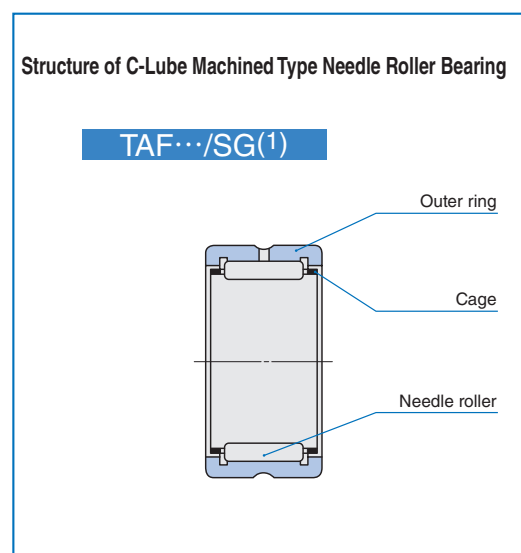 Structure of C-Lube Machined Type Needle Roller Bearing
TAF···/SG(1)
Outer ring
Cage
Needle roller